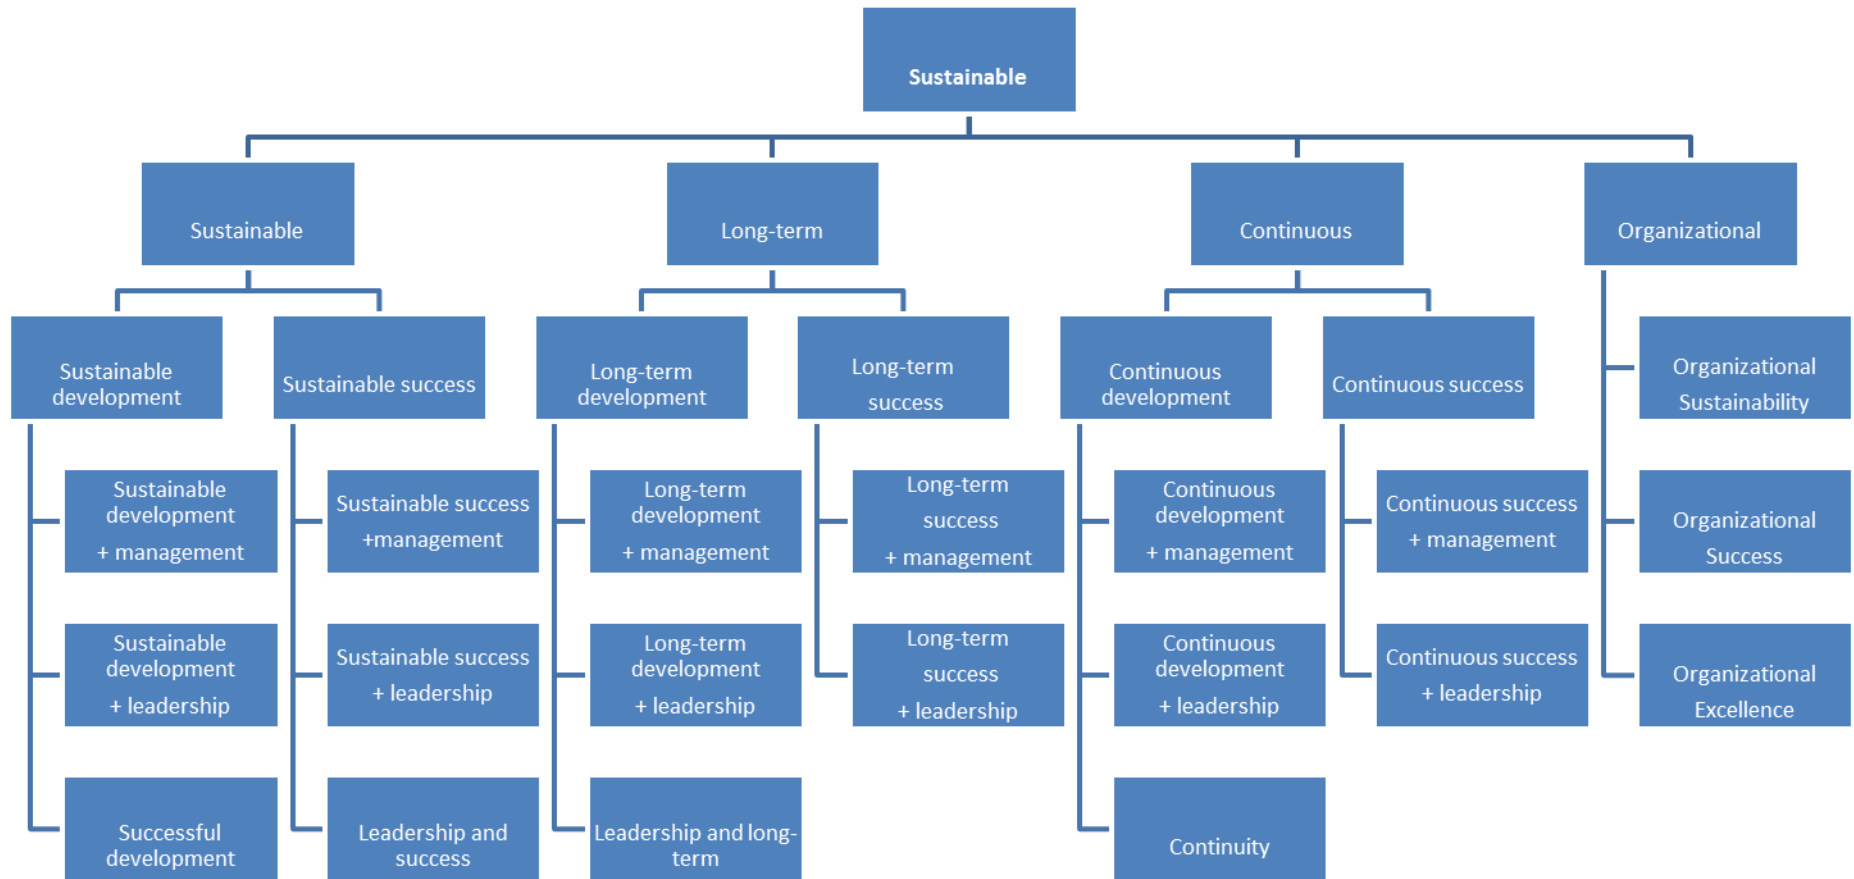 Sustainable
Sustainable
Long-term
Continuous
Organizational
Sustainable
development
Sustainable success
Long-term
development
Long-term
success
Continuous
development
Continuous success
Organizational
Sustainability
Sustainable
development
+ management
Sustainable success
+management
Long-term
development
+ management
Long-term
success
+ management
Continuous
development
+ management
Continuous success
+ management
Organizational
Success
Sustainable
development
+ leadership
Sustainable success
+ leadership
Long-term
development
+ leadership
Long-term
success
+ leadership
Continuous
development
+ leadership
Continuous success
+ leadership
Organizational
Excellence
Successful
development
Leadership and
success
Leadership and long-
term
Continuity